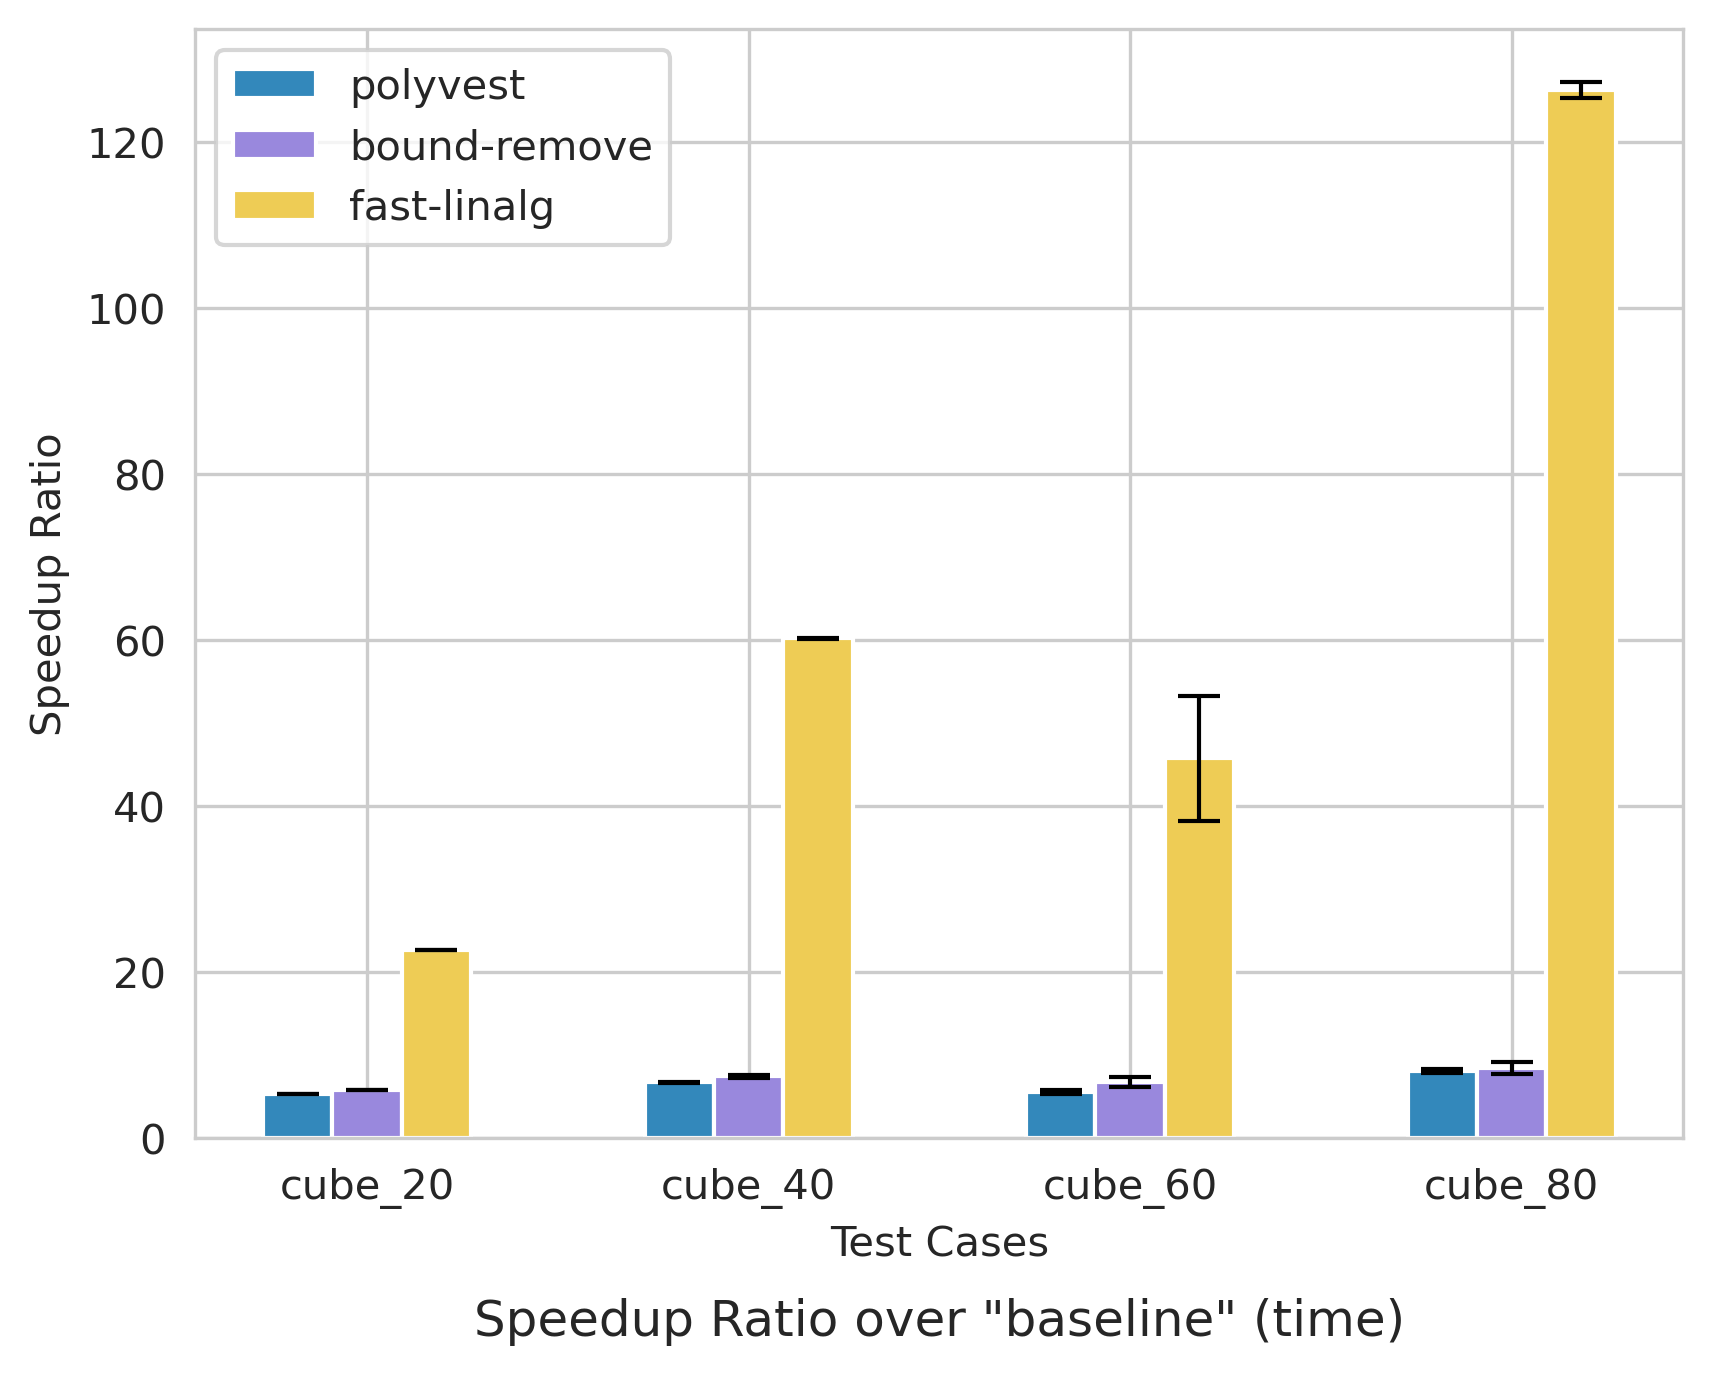 polyvest
bound-remove
fast-linalg
120
100
80
60
40
20
0
Speedup Ratio
cube_20 cube_40 cube_60 cube_80
Test Cases
Speedup Ratio over "baseline" (time)